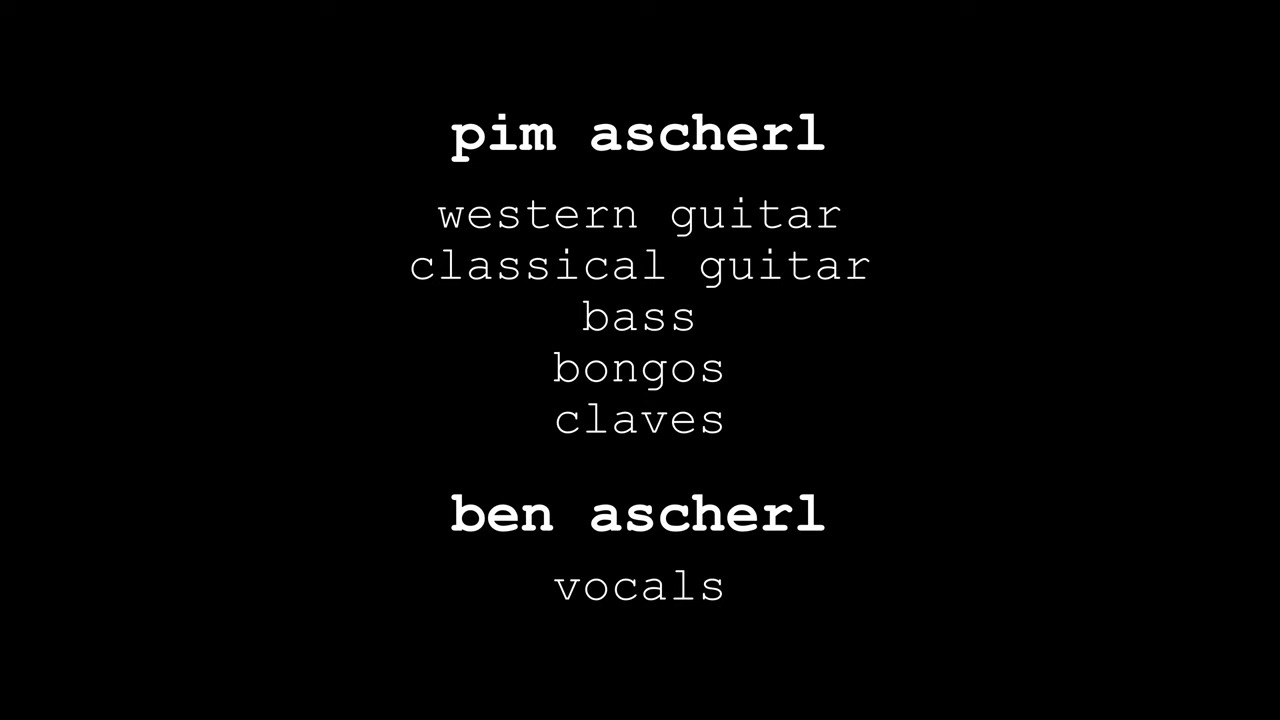 pim ascherl
western guitar
classical guitar
bass
bongos
claves
ben ascherl
vocals